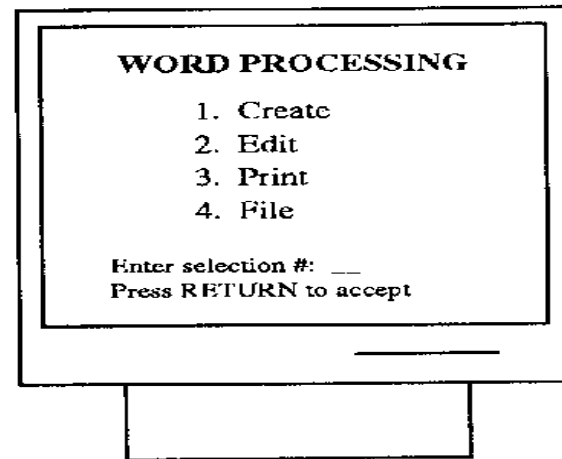 WORD PROCESSING
1. Create
2. Edit
3. Print
4. File
Enter selection #: __
Press RETURN to accept